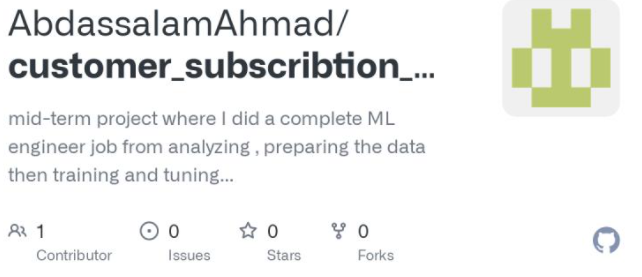 AbdassalamAhmad/
customer_subscribtion_...
mid-term project where I did a complete ML
engineer job from analyzing , preparing the data
then training and tuning...
1 0 0 0
Contributor Issues Stars Forks